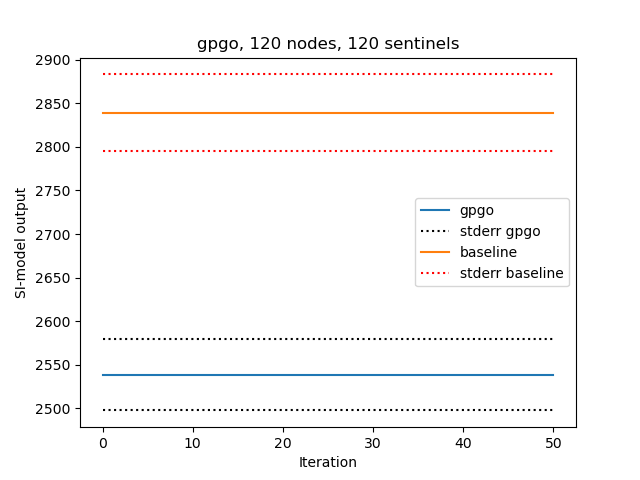 gpgo, 120 nodes, 120 sentinels
2900
2850
2800
2750
2700
2650
2600
2550
2500
SI-model output
gpgo
stderr gpgo
baseline
stderr baseline
0 10 20 30 40 50
Iteration